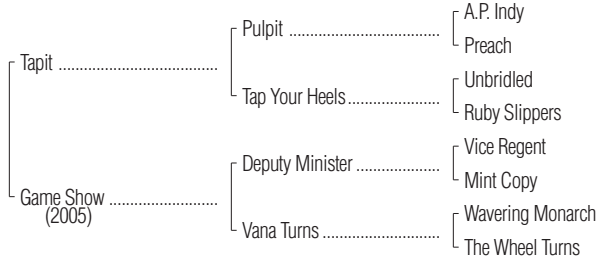 A.P. Indy
Pulpit ..............................
Preach
Tapit ....................................
Unbridled
Tap Your Heels .....................
Ruby Slippers
Vice Regent
Deputy Minister ...................
Mint Copy
Game Show ........................
(2005)
Wavering Monarch
Vana Turns ...........................
The Wheel Turns